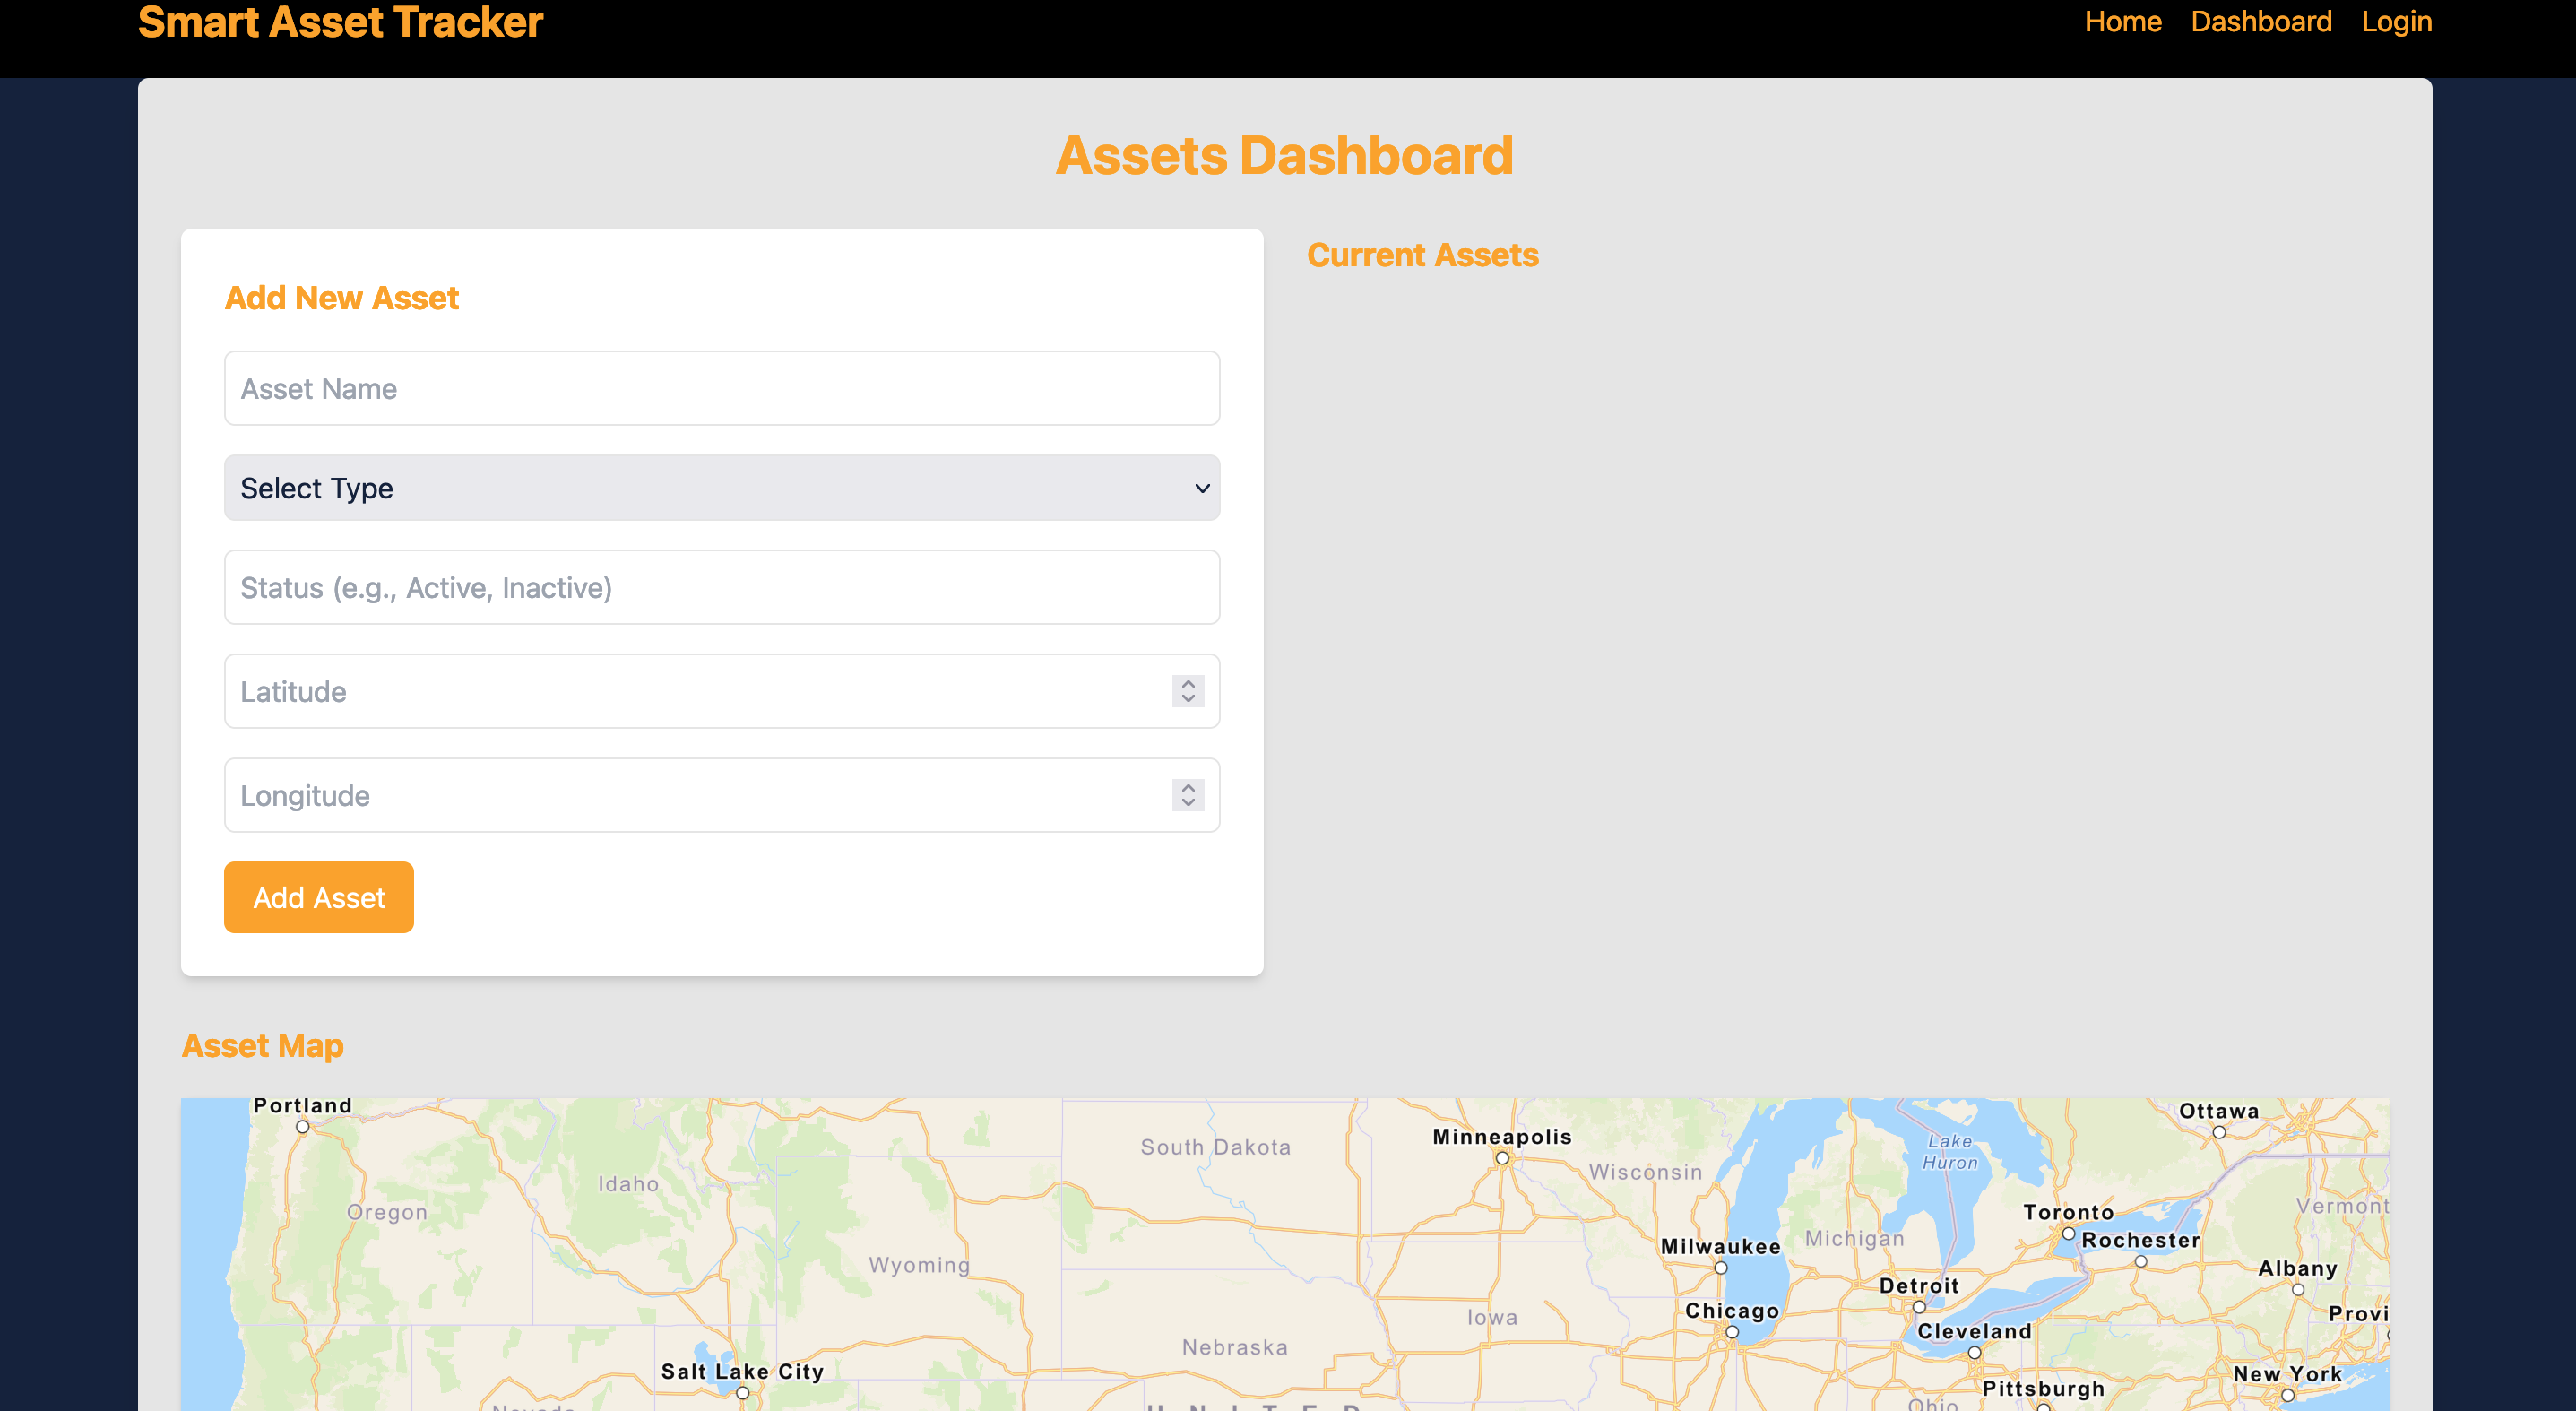 Smart Asset Tracker
Home Dashboard Login
Assets Dashboard
Add New Asset
Current Assets
Asset Name
Select Type
Status (e.g., Active, Inactive)
Latitude
Longitude
Add Asset
Asset Map
Portland
Ottawa
Minneapolis
South Dakota
Lake
Huron
Wisconsin
Idaho
Vermont
Oregon
Toronto
Michigan
Rochester
Milwaukee
Wyoming
Albany
Detroit
Chicago
Provi
Iowa
Cleveland
Nebraska
Salt Lake City
New York
Pittsburgh
Nevada
UNITED
Ohio